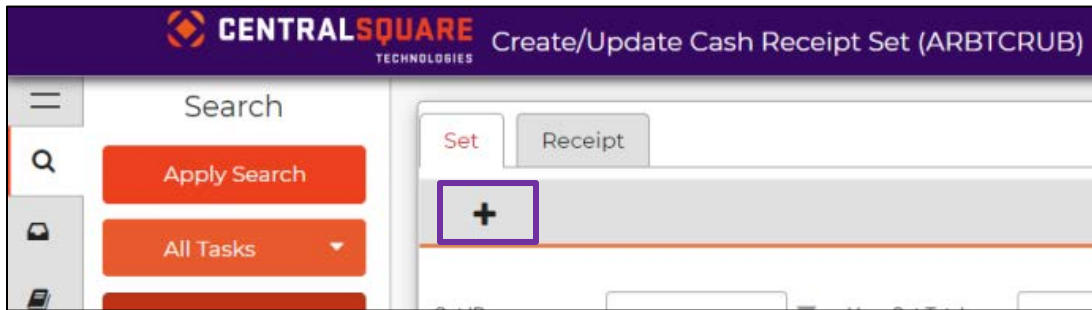 CENTRALSQUARE
TECHNOLOGIES
Create/Update Cash Receipt Set (ARBTCRUB)
Search
Set
Receipt
Apply Search
+
All Tasks